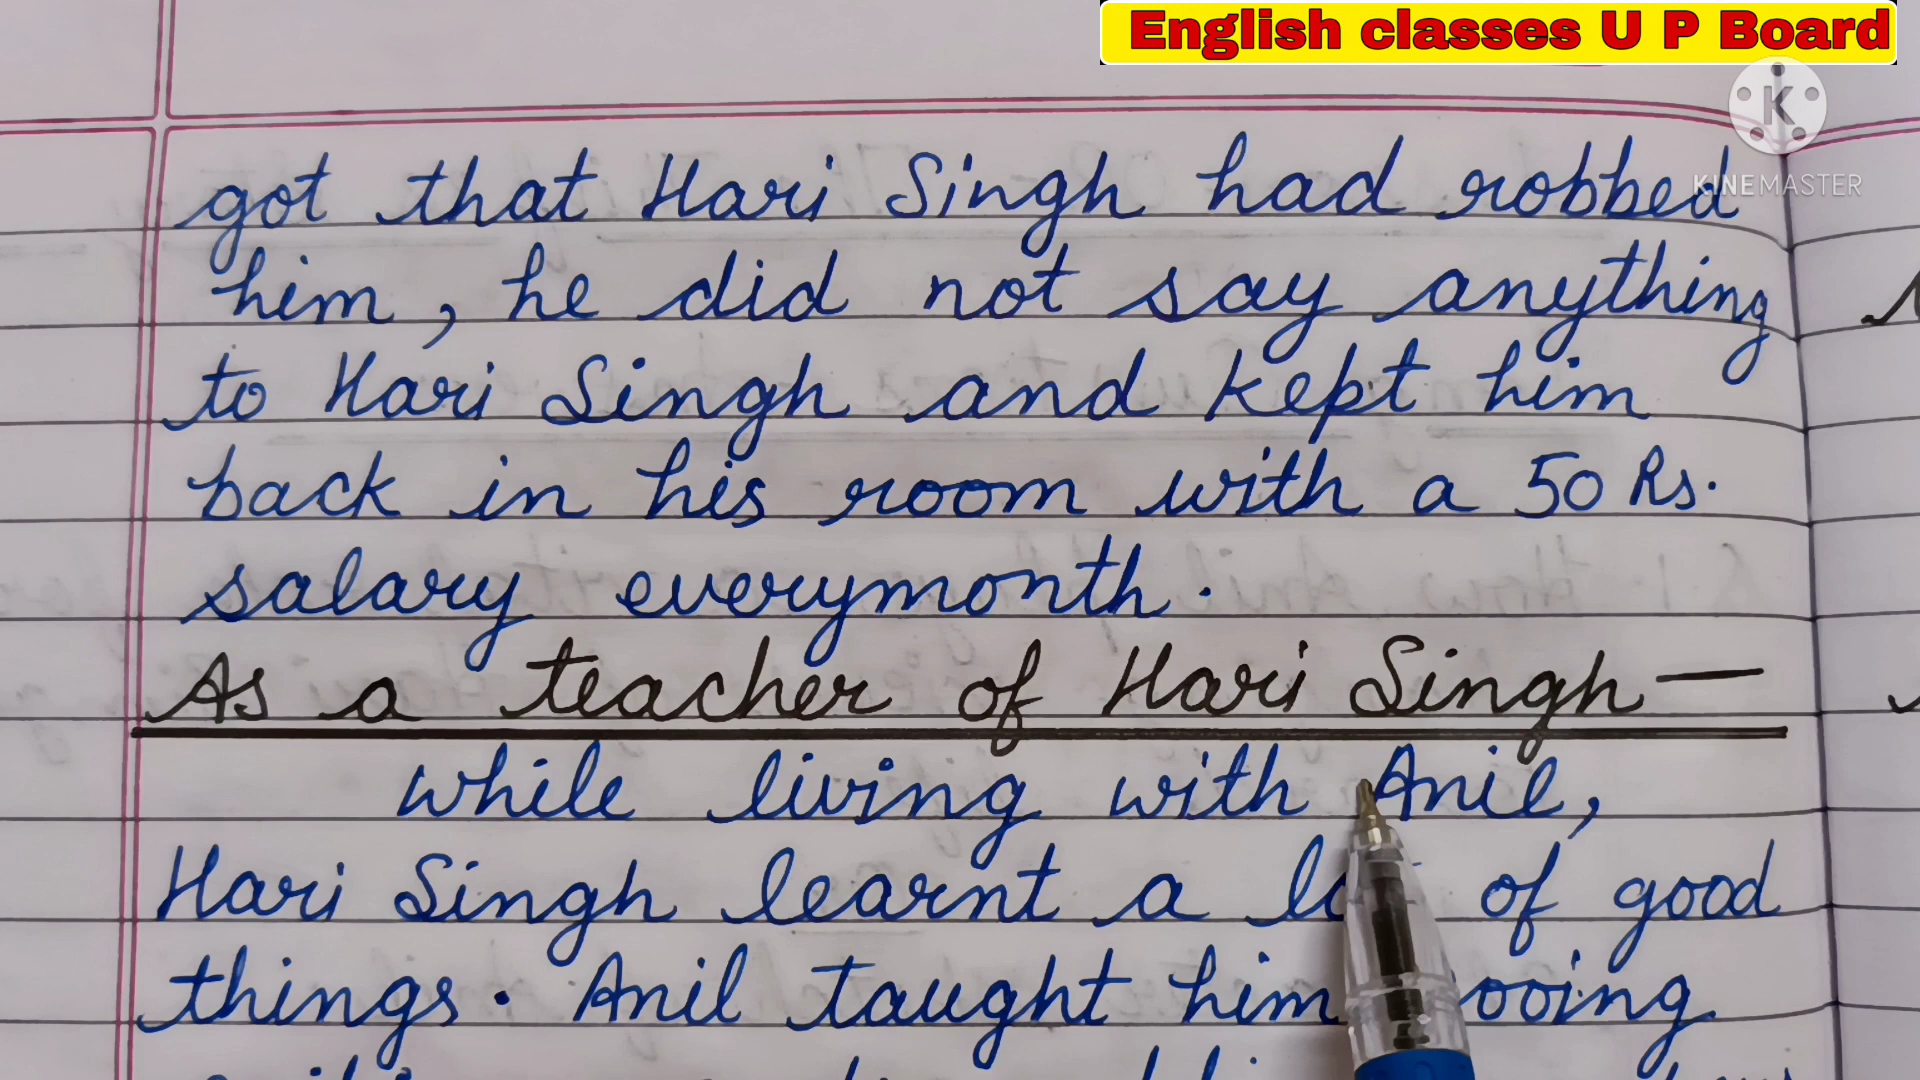 English classes U P Board
K
KINEMASTER
got that Hari Singh had robbed
him, he did not say anything
to Hari Singh and kept him
back in his room with a 50 Rs.
salary everymonth.
As a teacher of Hari Singh —
while living with Anil,
Hari Singh learnt a of good
things. Anil taught him